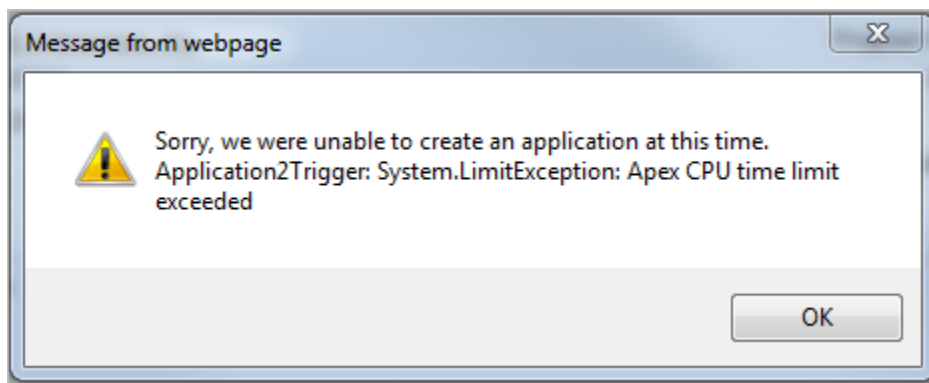 Message from webpage
Sorry, we were unable to create an application at this time.
Application2Trigger: System.LimitException: Apex CPU time limit
exceeded
OK